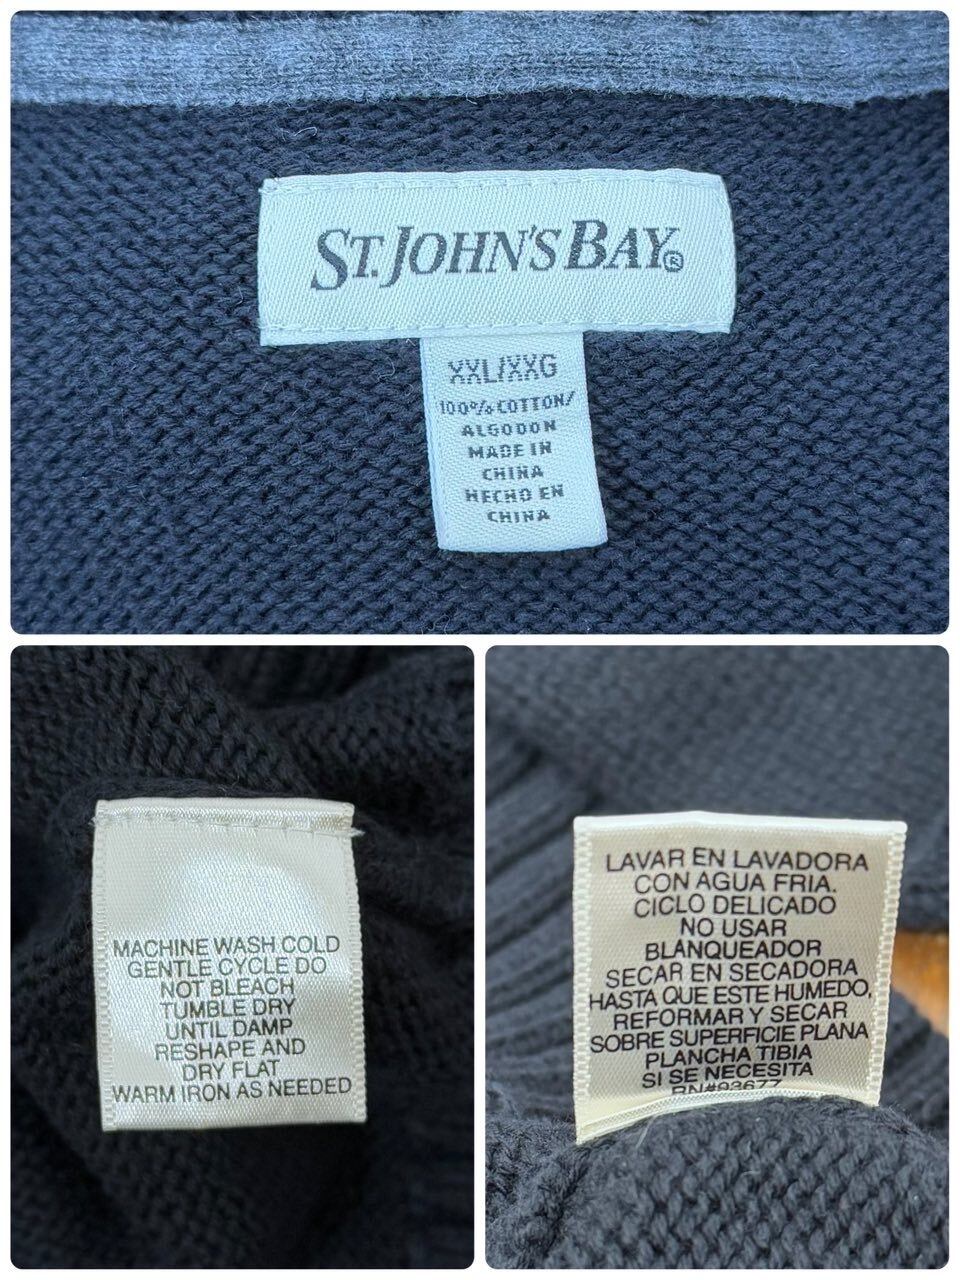 ST. JOHN'S BAY®
XXL/XXG
100% COTTON/
ALGODON
MADE IN
CHINA
HECHO EN
CHINA
MACHINE WASH COLD
GENTLE CYCLE DO
NOT BLEACH
TUMBLE DRY
UNTIL DAMP
RESHAPE AND
DRY FLAT
WARM IRON AS NEEDED
LAVAR EN LAVADORA
CON AGUA FRIA.
CICLO DELICADO
NO USAR
BLANQUEADOR
SECAR EN SECADORA
HASTA QUE ESTE HUMEDO,
REFORMAR Y SECAR
SOBRE SUPERFICIE PLANA
PLANCHA TIBIA
SI SE NECESITA
RN#93677